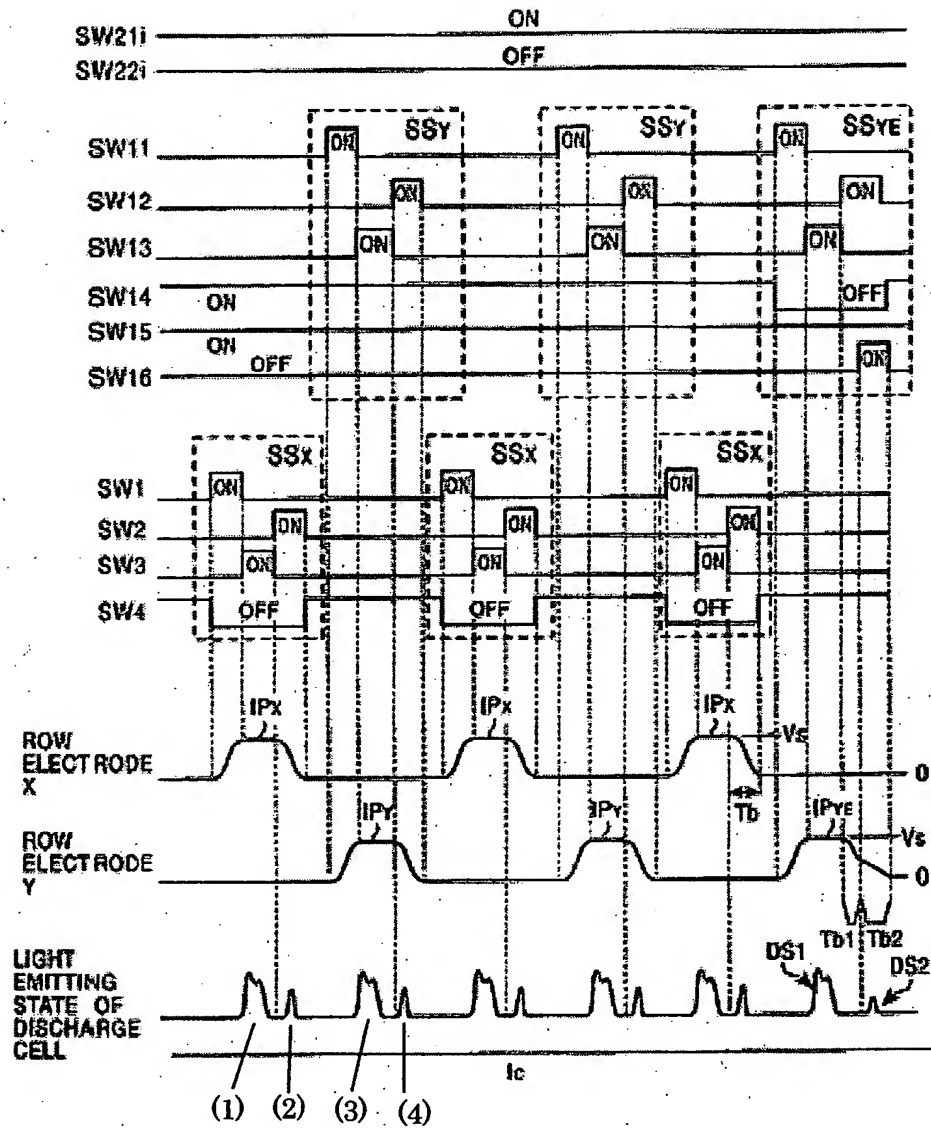 ON
SW21i
OFF
SW22i
SSY SSY SSYE
SW11 ON ON ON
SW12 ON ON ON
SW13 ON ON ON
SW14 ON OFF
SW15 ON
SW16 OFF ON
SSX SSX SSX
SW1 ON ON ON
SW2 ON ON ON
SW3 ON ON ON
SW4 OFF OFF OFF
IPX IPX IPX Vs
ROW
ELECTRODE
X
0
Tb
IPY IPY IPYE Vs
ROW
ELECTRODE
Y
0
Tb1 Tb2
LIGHT
EMITTING
STATE OF
DISCHARGE
CELL
DS1 DS2
Ic
(1) (2) (3) (4)